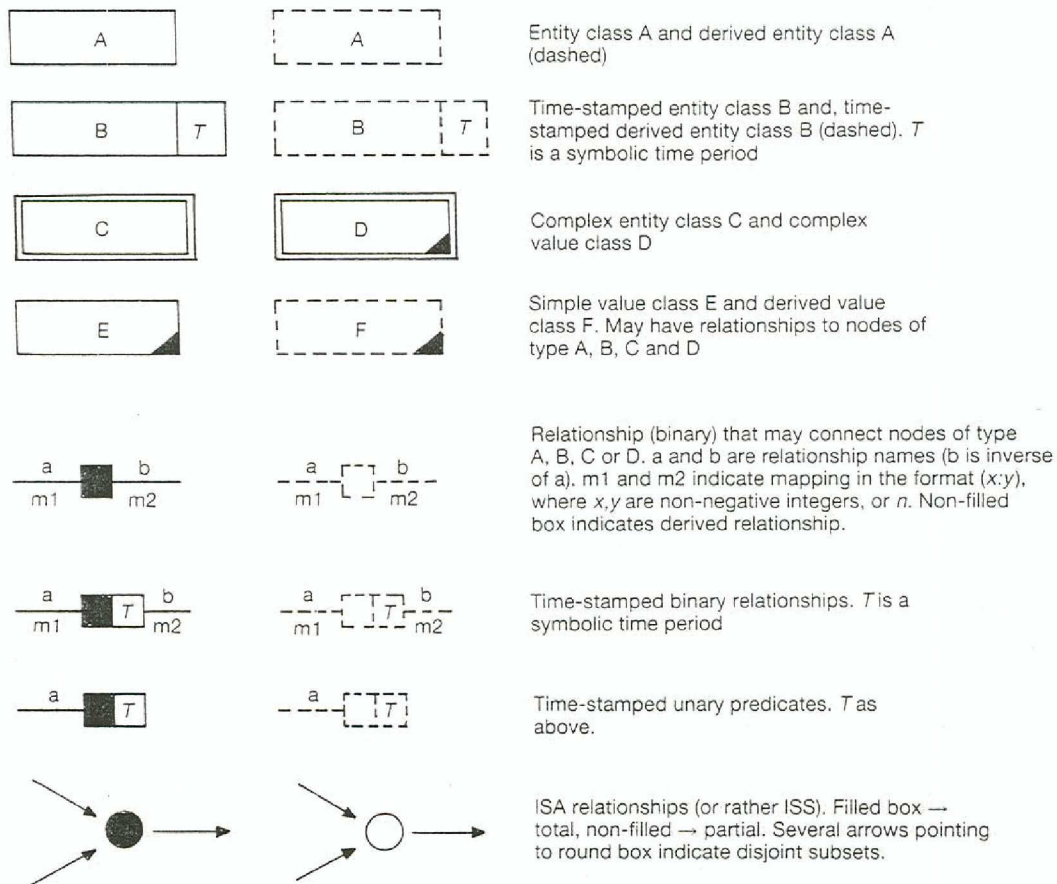 A
A
Entity class A and derived entity class A
(dashed)
B T
B T
Time-stamped entity class B and, time-
stamped derived entity class B (dashed). T
is a symbolic time period
C
D
Complex entity class C and complex
value class D
E
F
Simple value class E and derived value
class F. May have relationships to nodes of
type A, B, C and D
a b
m1 m2
a b
m1 m2
Relationship (binary) that may connect nodes of type
A, B, C or D. a and b are relationship names (b is inverse
of a). m1 and m2 indicate mapping in the format (x:y),
where x,y are non-negative integers, or n. Non-filled
box indicates derived relationship.
a T b
m1 m2
a T b
m1 m2
Time-stamped binary relationships. T is a
symbolic time period
a T
a T
Time-stamped unary predicates. T as
above.
ISA relationships (or rather ISS). Filled box →
total, non-filled → partial. Several arrows pointing
to round box indicate disjoint subsets.